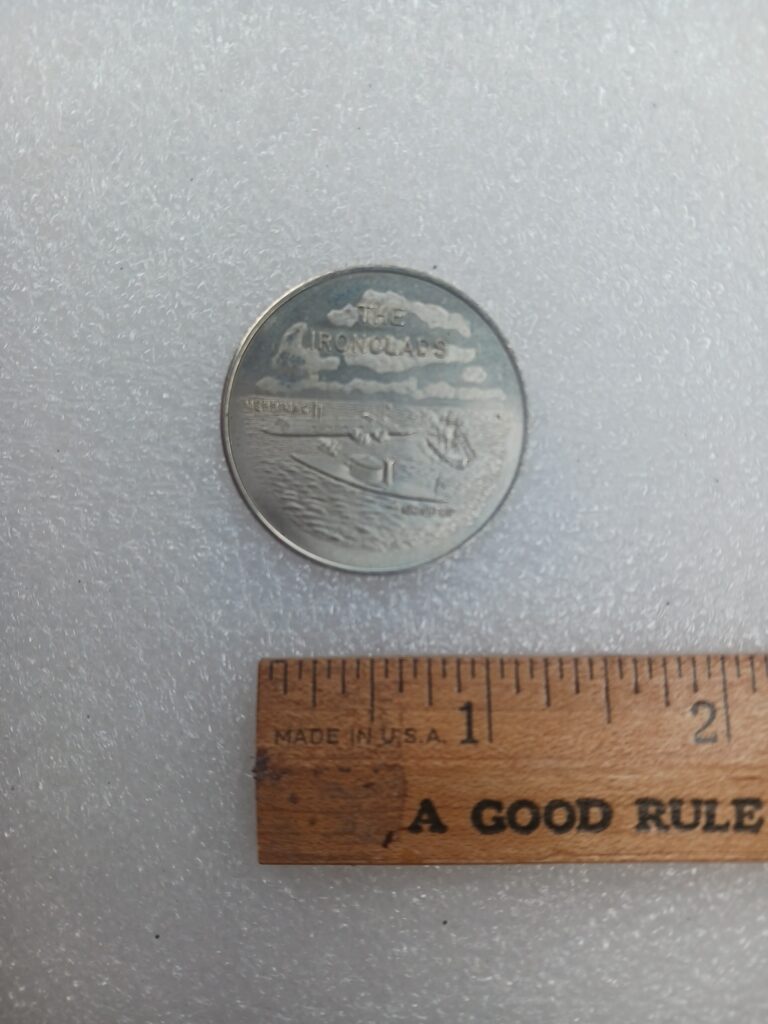 THE
IRONCLADS
MERRIMACK
MONITOR
1
2
MADE IN U.S.A.
A GOOD RULE